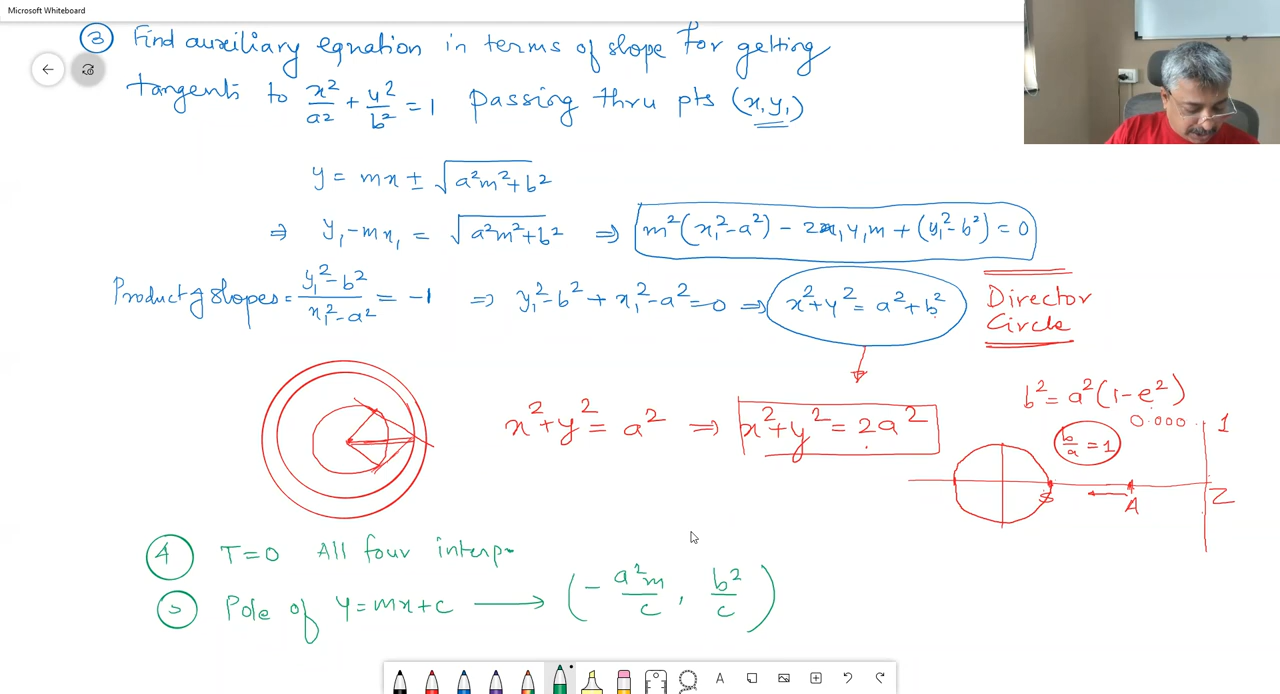 Microsoft Whiteboard
③ Find auxiliary equation in terms of slope for getting
tangents to x²/a² + y²/b² = 1 passing thru pts (x₁y₁)
y = mx ± √(a²m²+b²)
⇒ y₁-mx₁ = √(a²m²+b²) ⇒ m²(x₁²-a²) - 2x₁y₁m + (y₁²-b²) = 0
Product of slopes = (y₁²-b²)/(x₁²-a²) = -1 ⇒ y₁²-b² + x₁²-a² = 0 ⇒ x²+y² = a²+b²
Director
Circle
x²+y² = a² ⇒ x²+y² = 2a²
b² = a²(1-e²)
0.000.. 1
b/a = 1
S A Z
④ T=0 All four interp
Pole of y=mx+c → (-a²m/c, b²/c)
A